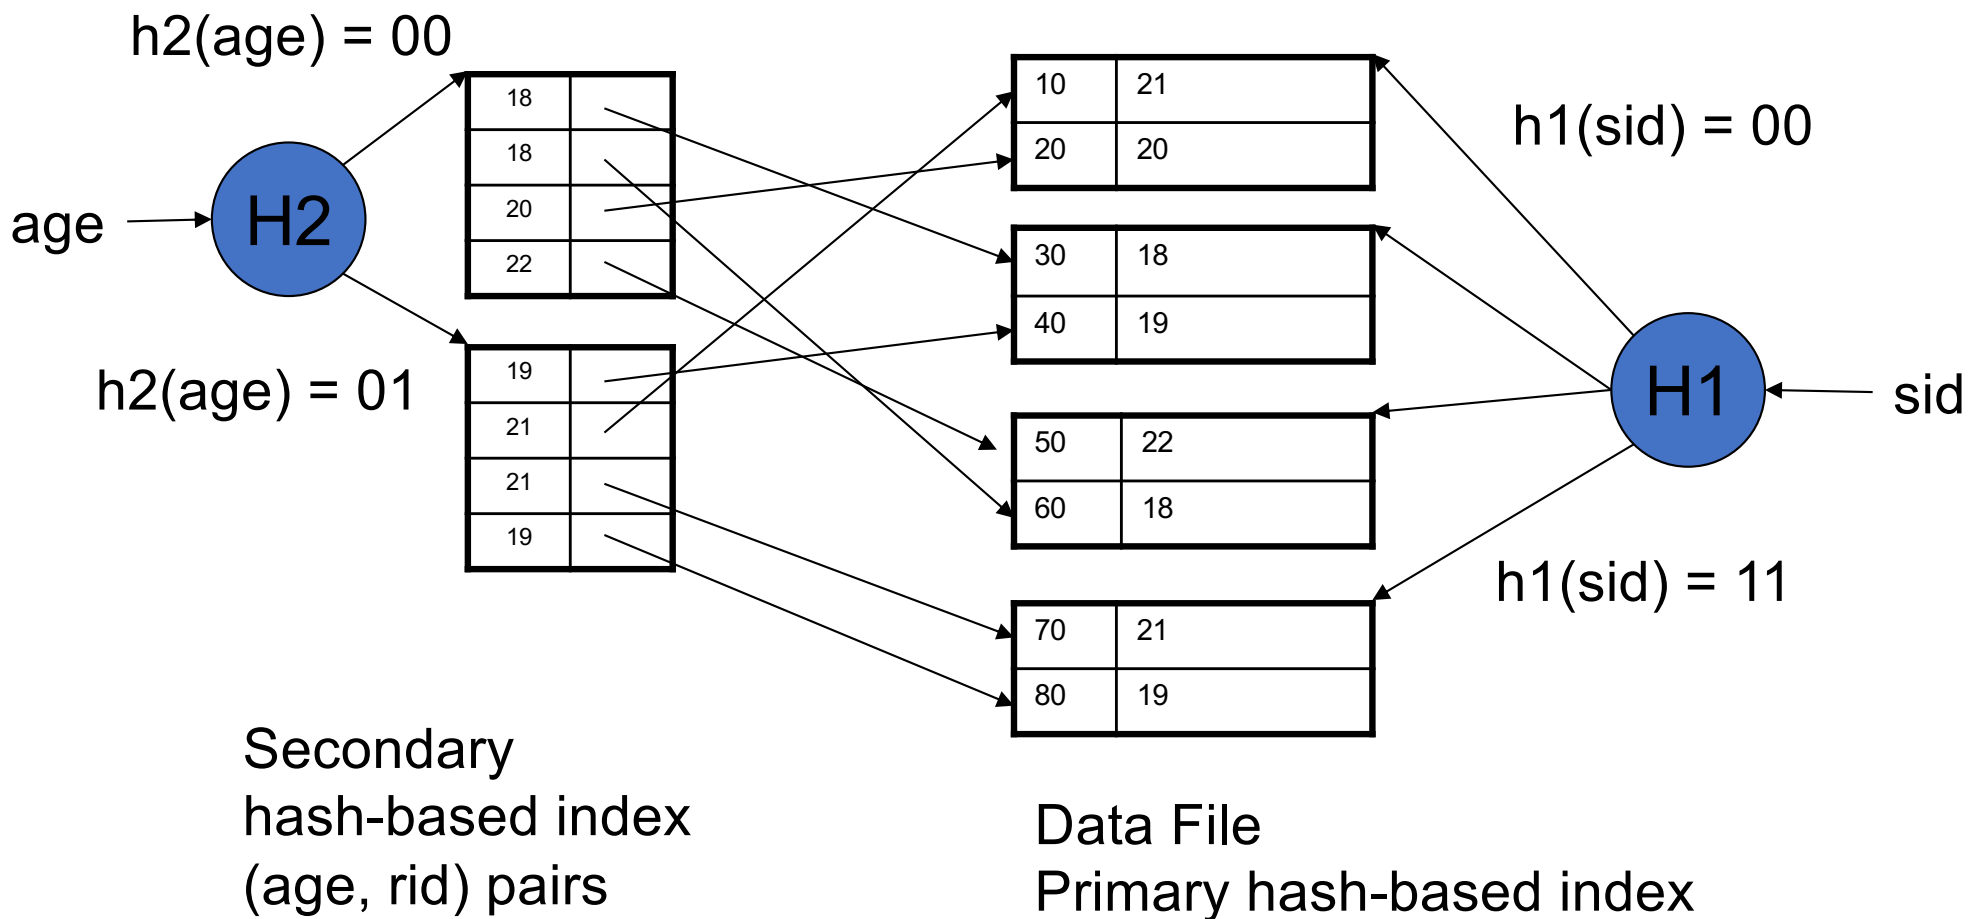 h2(age) = 00
age
H2
h2(age) = 01
18
18
20
22
19
21
21
19
10 21
20 20
30 18
40 19
50 22
60 18
70 21
80 19
h1(sid) = 00
H1
sid
h1(sid) = 11
Secondary
hash-based index
(age, rid) pairs
Data File
Primary hash-based index